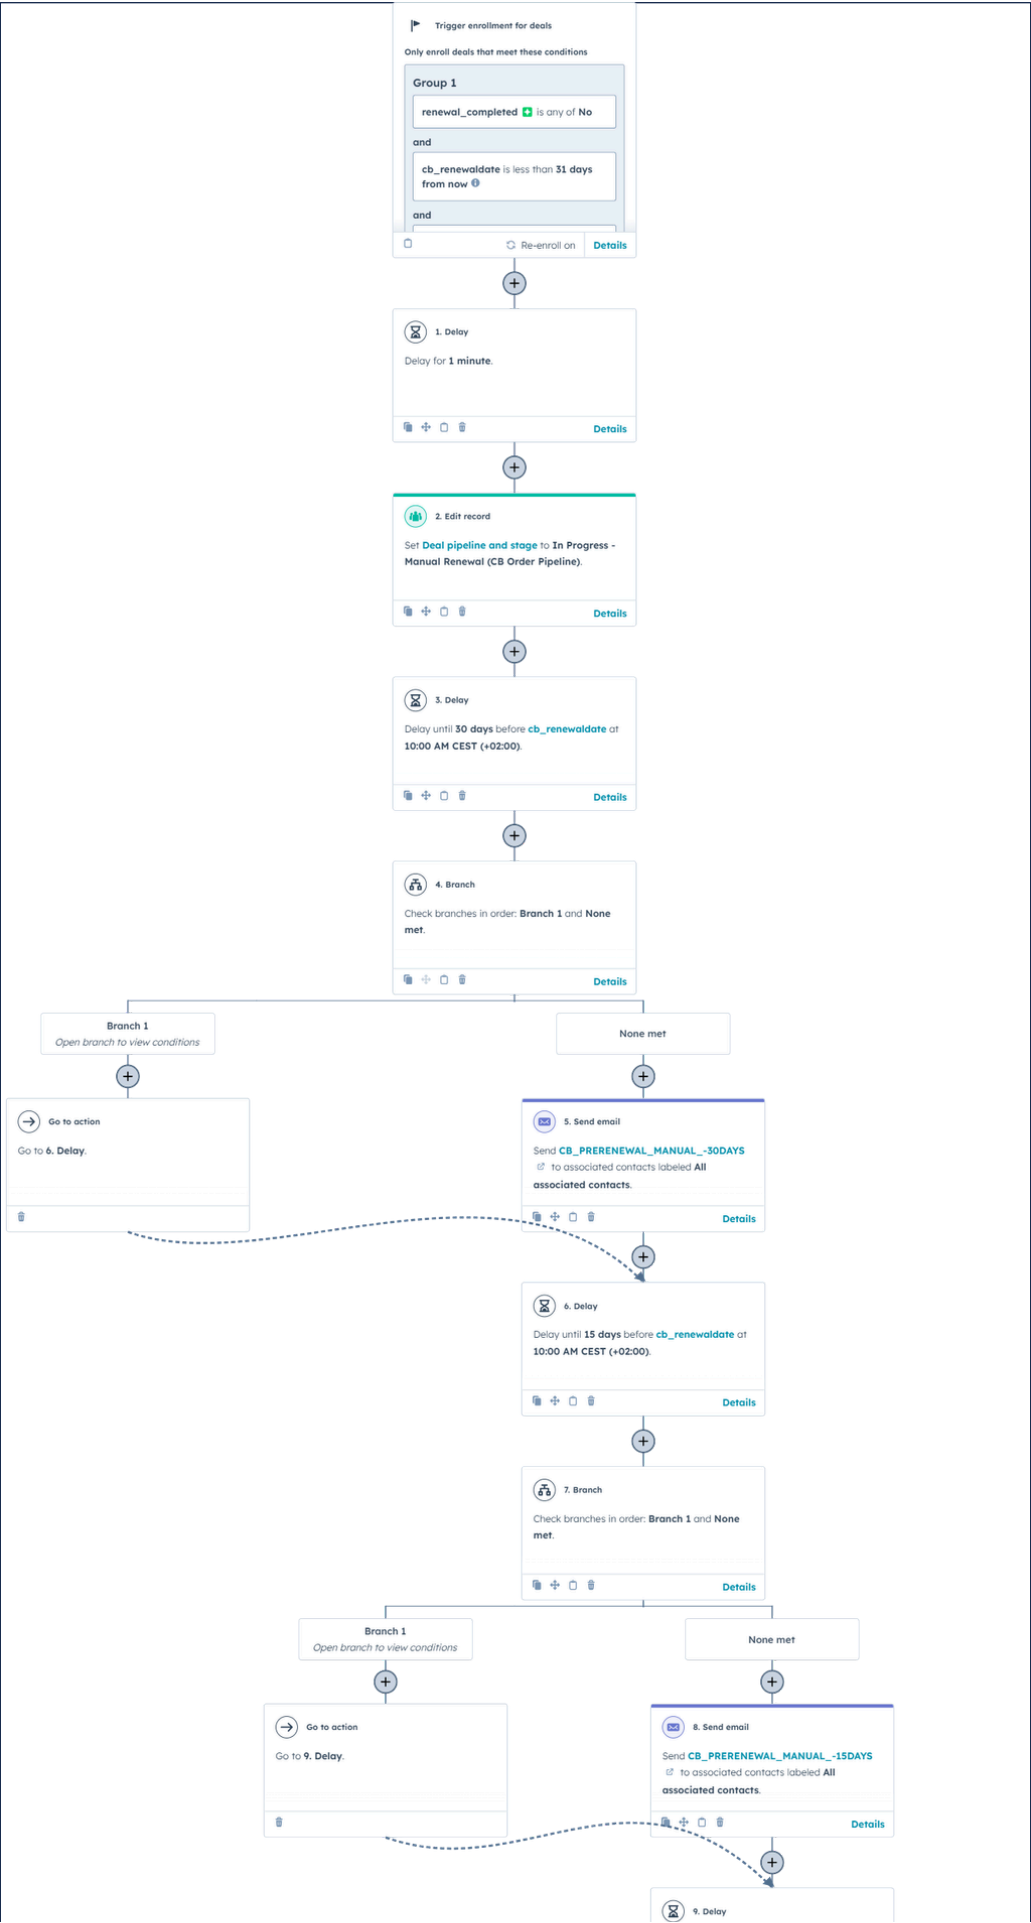 Trigger enrollment for deals
Only enroll deals that meet these conditions
Group 1
renewal_completed is any of No
and
cb_renewaldate is less than 31 days
from now
and
Re-enroll on Details
1. Delay
Delay for 1 minute.
Details
2. Edit record
Set Deal pipeline and stage to In Progress -
Manual Renewal (CB Order Pipeline).
Details
3. Delay
Delay until 30 days before cb_renewaldate at
10:00 AM CEST (+02:00).
Details
4. Branch
Check branches in order: Branch 1 and None
met.
Details
Branch 1
Open branch to view conditions
None met
Go to action
Go to 6. Delay.
5. Send email
Send CB_PRERENEWAL_MANUAL_-30DAYS
to associated contacts labeled All
associated contacts.
Details
6. Delay
Delay until 15 days before cb_renewaldate at
10:00 AM CEST (+02:00).
Details
7. Branch
Check branches in order: Branch 1 and None
met.
Details
Branch 1
Open branch to view conditions
None met
Go to action
Go to 9. Delay.
8. Send email
Send CB_PRERENEWAL_MANUAL_-15DAYS
to associated contacts labeled All
associated contacts.
Details
9. Delay